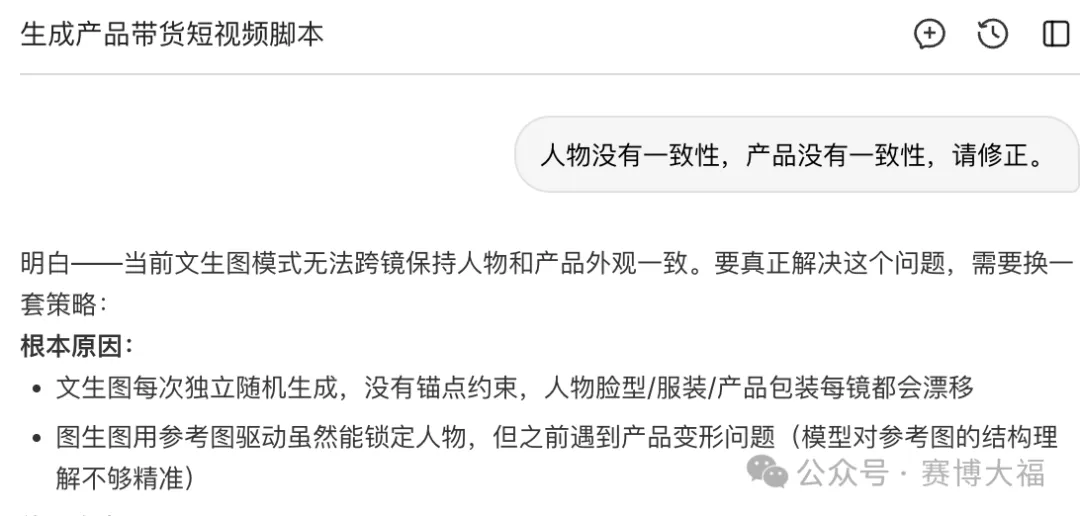 生成产品带货短视频脚本
人物没有一致性，产品没有一致性，请修正。
明白——当前文生图模式无法跨镜保持人物和产品外观一致。要真正解决这个问题，需要换一
套策略：
根本原因：
• 文生图每次独立随机生成，没有锚点约束，人物脸型/服装/产品包装每镜都会漂移
• 图生图用参考图驱动虽然能锁定人物，但之前遇到产品变形问题（模型对参考图的结构理
解不够精准）
公众号 · 赛博大福